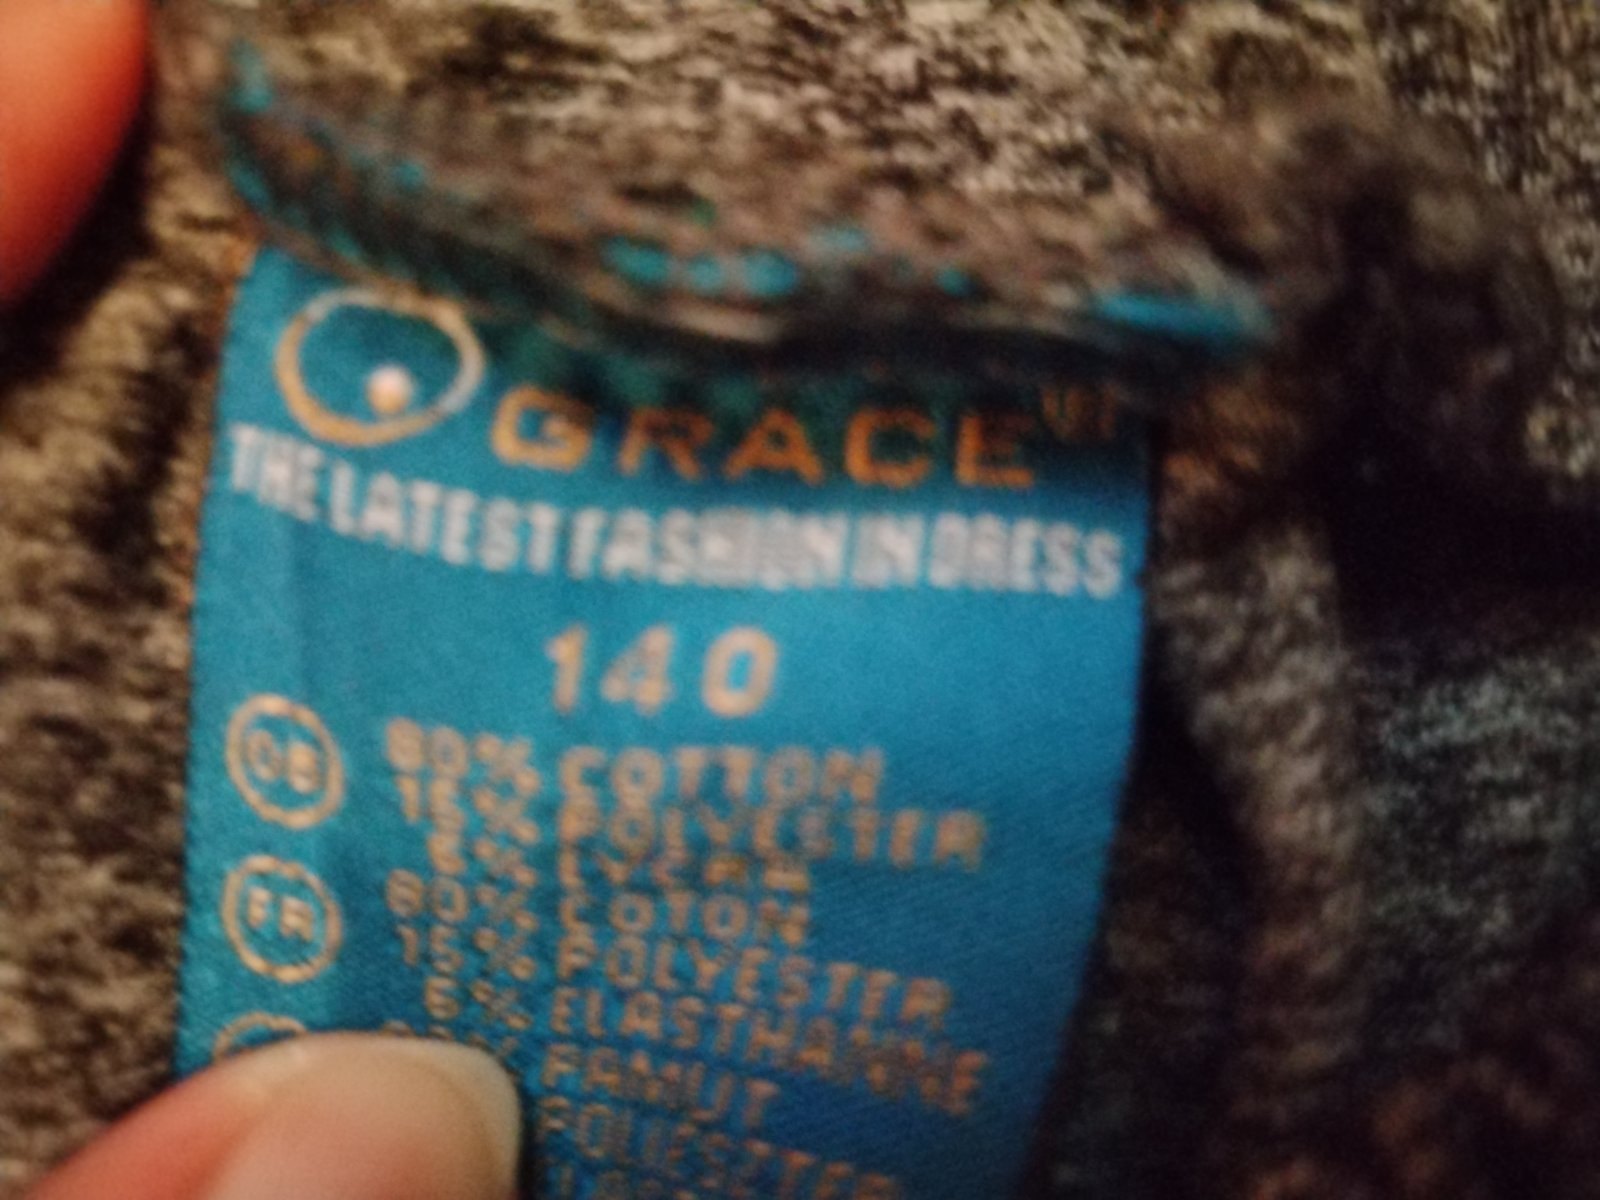 GRACE
THE LATEST FASHION IN DRESS
140
GB 80% COTTON
15% POLYESTER
5% LYCRA
FR 80% COTON
15% POLYESTER
5% ELASTHANNE
PAMUT
POLIESZTER